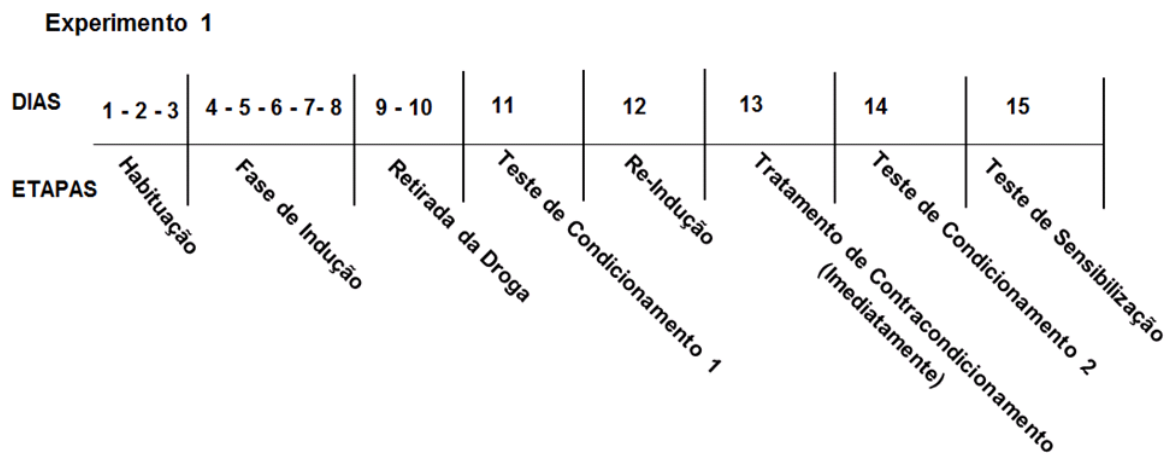 Experimento 1
DIAS
1 - 2 - 3
4 - 5 - 6 - 7- 8
9 - 10
11
12
13
14
15
ETAPAS
Habituação
Fase de Indução
Retirada da Droga
Teste de Condicionamento 1
Re-Indução
Tratamento de Contracondicionamento
(Imediatamente)
Teste de Condicionamento 2
Teste de Sensibilização